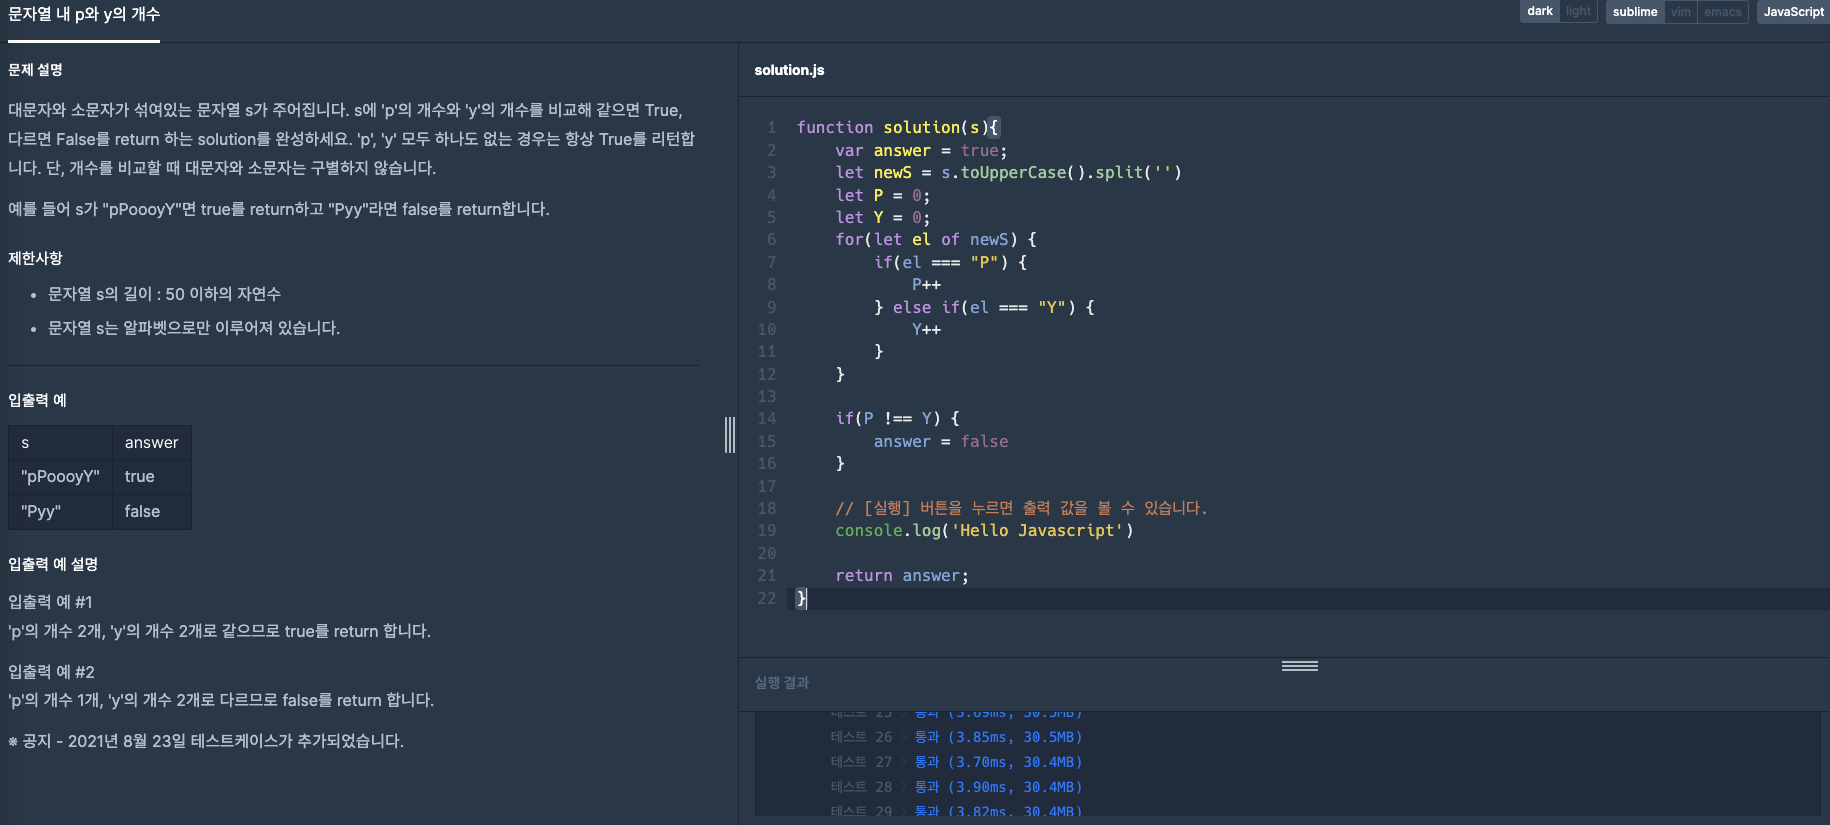 문자열 내 p와 y의 개수
dark light sublime vim emacs JavaScript
문제 설명
대문자와 소문자가 섞여있는 문자열 s가 주어집니다. s에 'p'의 개수와 'y'의 개수를 비교해 같으면 True,
다르면 False를 return 하는 solution를 완성하세요. 'p', 'y' 모두 하나도 없는 경우는 항상 True를 리턴합
니다. 단, 개수를 비교할 때 대문자와 소문자는 구별하지 않습니다.
예를 들어 s가 "pPoooyY"면 true를 return하고 "Pyy"라면 false를 return합니다.
제한사항
• 문자열 s의 길이 : 50 이하의 자연수
• 문자열 s는 알파벳으로만 이루어져 있습니다.
입출력 예
s answer
"pPoooyY" true
"Pyy" false
입출력 예 설명
입출력 예 #1
'p'의 개수 2개, 'y'의 개수 2개로 같으므로 true를 return 합니다.
입출력 예 #2
'p'의 개수 1개, 'y'의 개수 2개로 다르므로 false를 return 합니다.
※ 공지 - 2021년 8월 23일 테스트케이스가 추가되었습니다.
solution.js
1 function solution(s){
2     var answer = true;
3     let newS = s.toUpperCase().split('')
4     let P = 0;
5     let Y = 0;
6     for(let el of newS) {
7         if(el === "P") {
8             P++
9         } else if(el === "Y") {
10             Y++
11         }
12     }
13
14     if(P !== Y) {
15         answer = false
16     }
17
18     // [실행] 버튼을 누르면 출력 값을 볼 수 있습니다.
19     console.log('Hello Javascript')
20
21     return answer;
22 }
실행 결과
테스트 25 〉 통과 (3.69ms, 30.5MB)
테스트 26 〉 통과 (3.85ms, 30.5MB)
테스트 27 〉 통과 (3.70ms, 30.4MB)
테스트 28 〉 통과 (3.90ms, 30.4MB)
테스트 29 〉 통과 (3.82ms, 30.4MB)